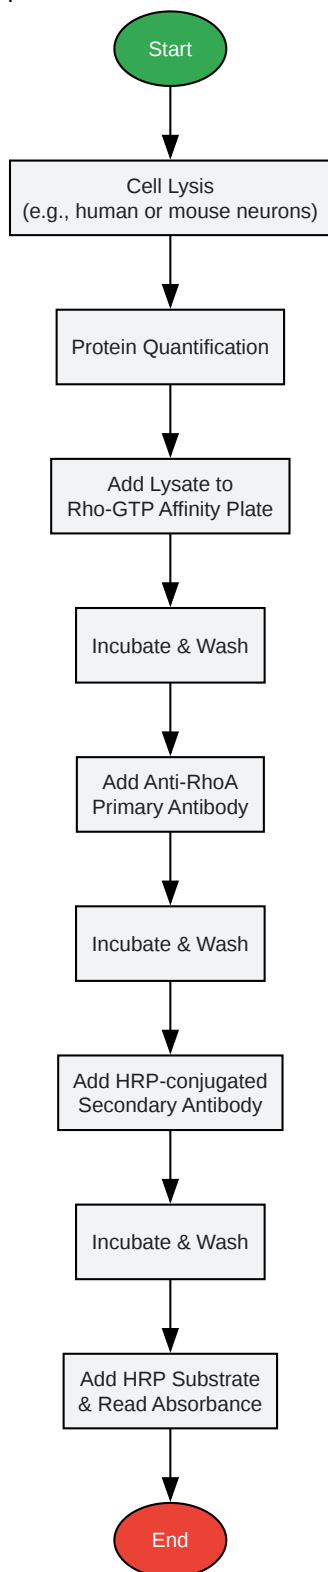 Start
Cell Lysis
(e.g., human or mouse neurons)
Protein Quantification
Add Lysate to
Rho-GTP Affinity Plate
Incubate & Wash
Add Anti-RhoA
Primary Antibody
Incubate & Wash
Add HRP-conjugated
Secondary Antibody
Incubate & Wash
Add HRP Substrate
& Read Absorbance
End